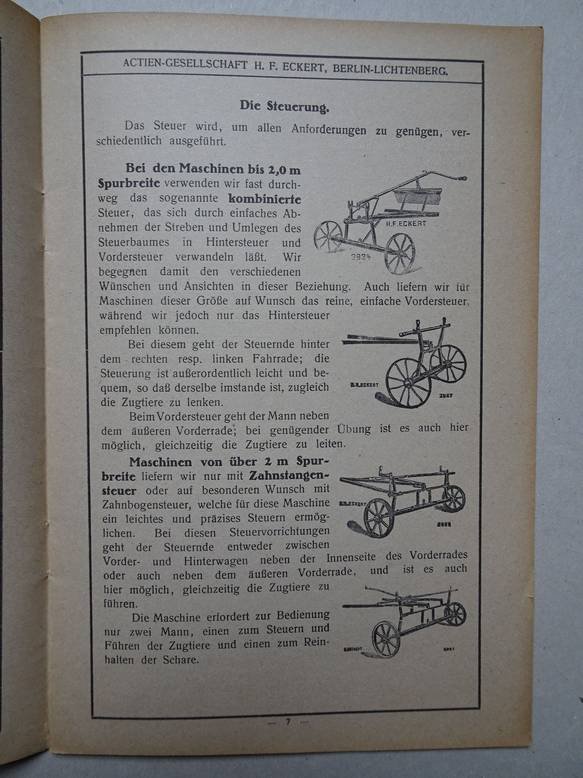 ACTIEN-GESELLSCHAFT H. F. ECKERT, BERLIN-LICHTENBERG.
Die Steuerung.
Das Steuer wird, um allen Anforderungen zu genügen, ver-
schiedentlich ausgeführt.
Bei den Maschinen bis 2,0 m
Spurbreite verwenden wir fast durch-
weg das sogenannte kombinierte
Steuer, das sich durch einfaches Ab-
nehmen der Streben und Umlegen des
Steuerbaumes in Hintersteuer und
Vordersteuer verwandeln läßt. Wir
begegnen damit den verschiedenen
Wünschen und Ansichten in dieser Beziehung. Auch liefern wir für
Maschinen dieser Größe auf Wunsch das reine, einfache Vordersteuer,
während wir jedoch nur das Hintersteuer
empfehlen können.
H.F.ECKERT
2924
Bei diesem geht der Steuernde hinter
dem rechten resp. linken Fahrrade; die
Steuerung ist außerordentlich leicht und be-
quem, so daß derselbe imstande ist, zugleich
die Zugtiere zu lenken.
Beim Vordersteuer geht der Mann neben
dem äußeren Vorderrade; bei genügender Übung ist es auch hier
möglich, gleichzeitig die Zugtiere zu leiten.
H.F.ECKERT
Maschinen von über 2 m Spur-
breite liefern wir nur mit Zahnstangen-
steuer oder auf besonderen Wunsch mit
Zahnbogensteuer, welche für diese Maschine
ein leichtes und präzises Steuern ermög-
lichen. Bei diesen Steuervorrichtungen
geht der Steuernde entweder zwischen
Vorder- und Hinterwagen neben der Innenseite des Vorderrades
oder auch neben dem äußeren Vorderrade, und ist es auch
hier möglich, gleichzeitig die Zugtiere zu
führen.
H.F.ECKERT
Die Maschine erfordert zur Bedienung
nur zwei Mann, einen zum Steuern und
Führen der Zugtiere und einen zum Rein-
halten der Schare.
— 7 —